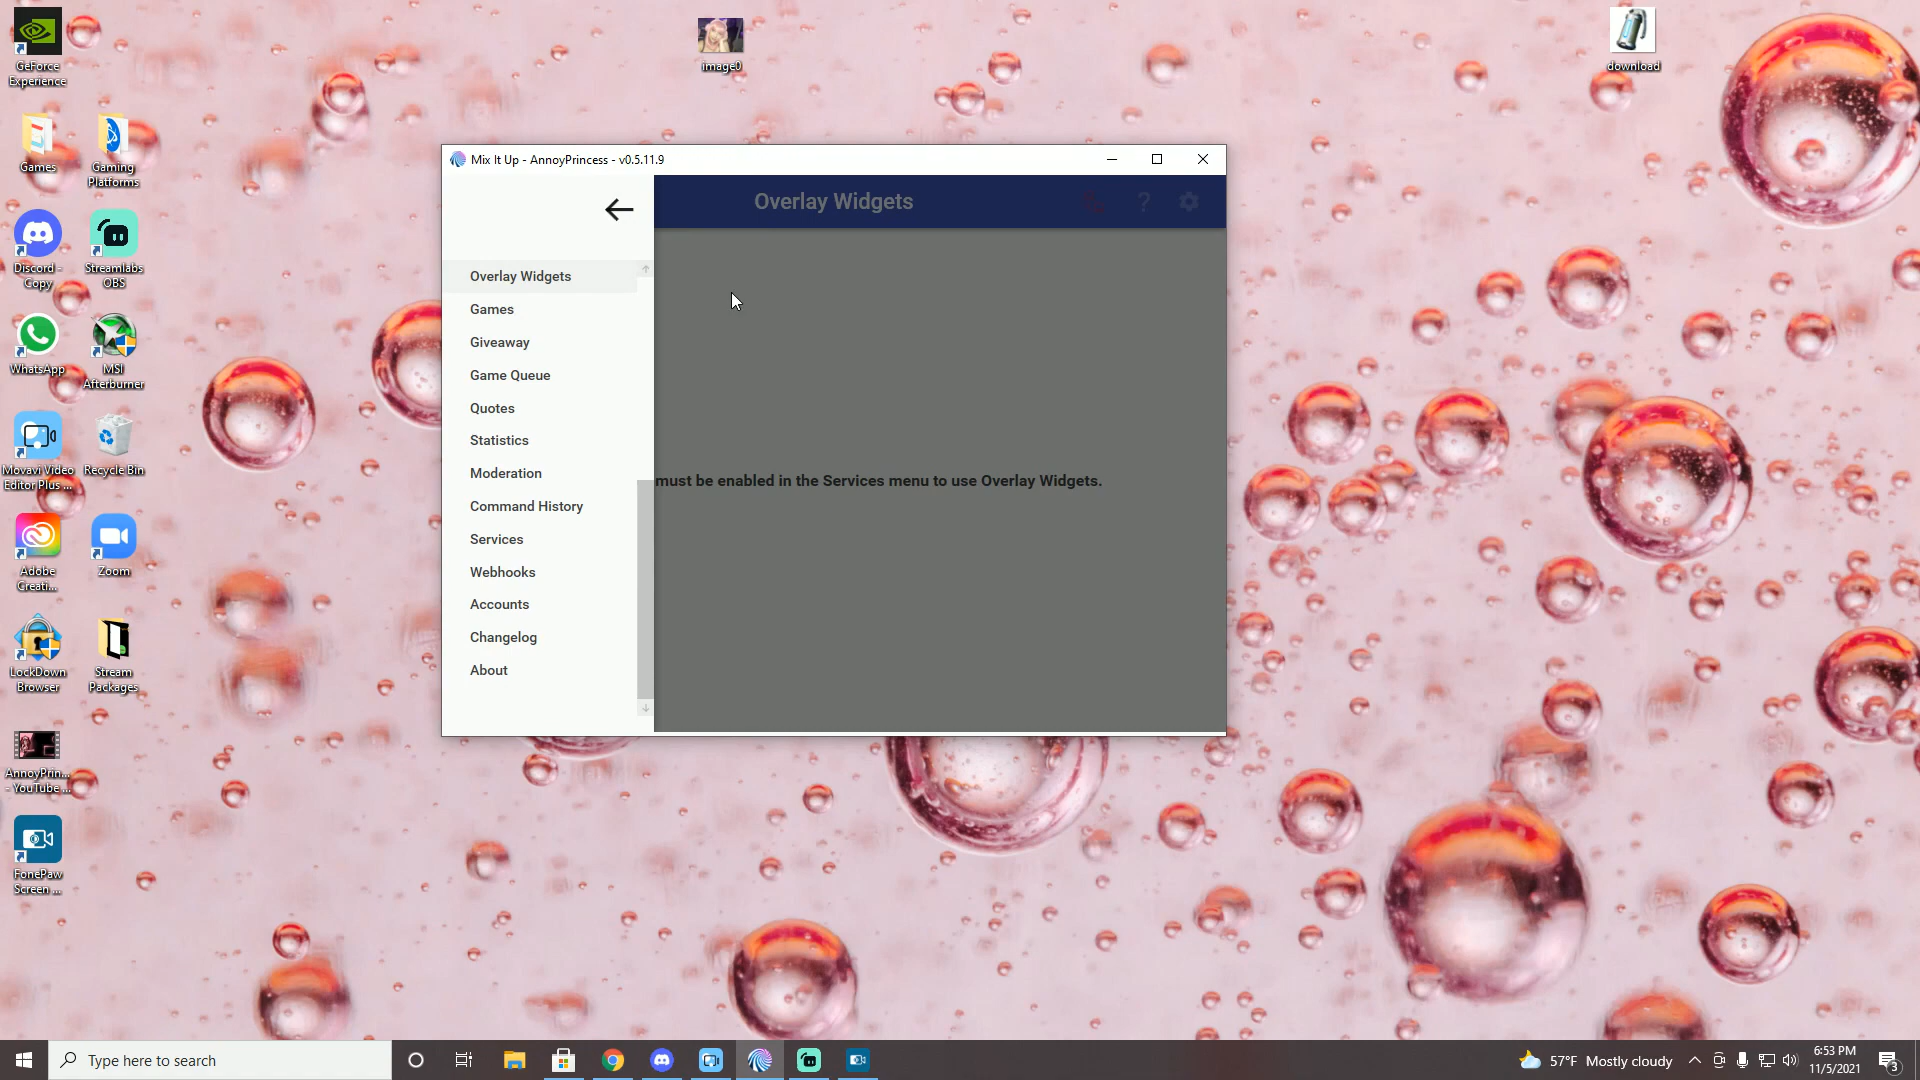 GeForce
Experience
image0
download
Games
Gaming
Platforms
Discord -
Copy
Streamlabs
OBS
WhatsApp
MSI
Afterburner
Movavi Video
Editor Plus ...
Recycle Bin
Adobe
Creati...
Zoom
LockDown
Browser
Stream
Packages
AnnoyPrin...
- YouTube ...
FonePaw
Screen ...
Mix It Up - AnnoyPrincess - v0.5.11.9
Overlay Widgets
Overlay Widgets
Games
Giveaway
Game Queue
Quotes
Statistics
Moderation
Command History
Services
Webhooks
Accounts
Changelog
About
must be enabled in the Services menu to use Overlay Widgets.
Type here to search
57°F Mostly cloudy
6:53 PM
11/5/2021
3